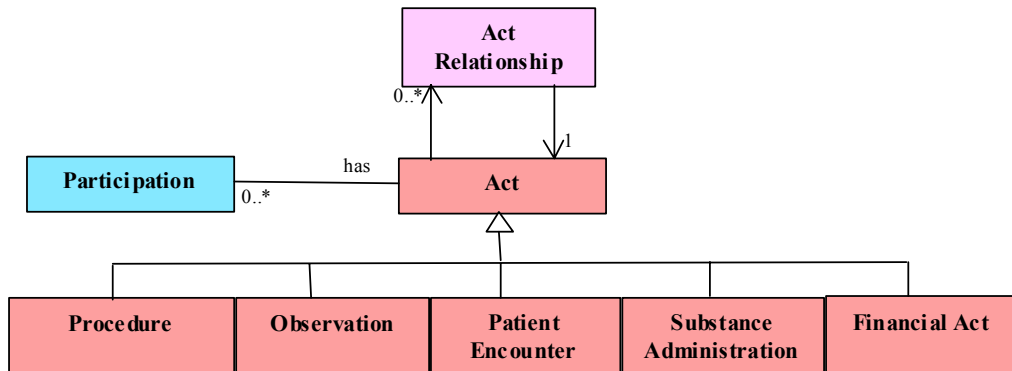 Act
Relationship
0..*
1
has
Participation
Act
0..*
Procedure
Observation
Patient
Encounter
Substance
Administration
Financial Act